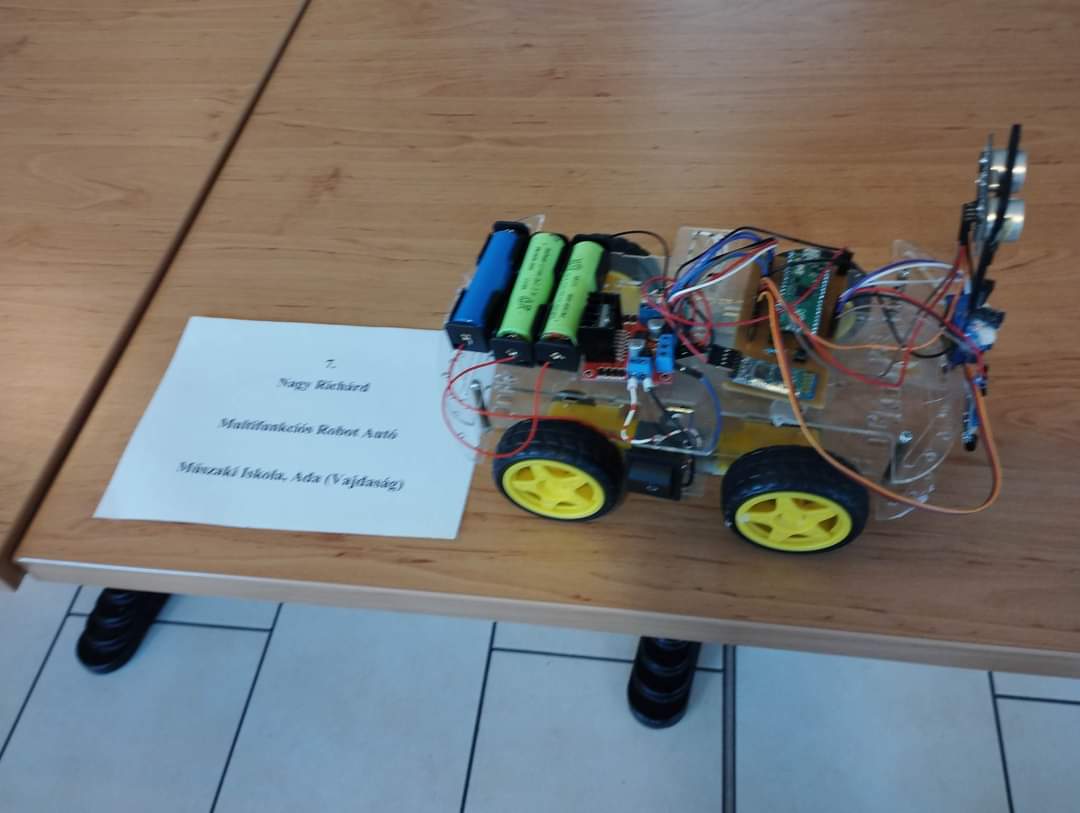 7.
Nagy Richárd
Multifunkciós Robot Autó
Műszaki Iskola, Ada (Vajdaság)